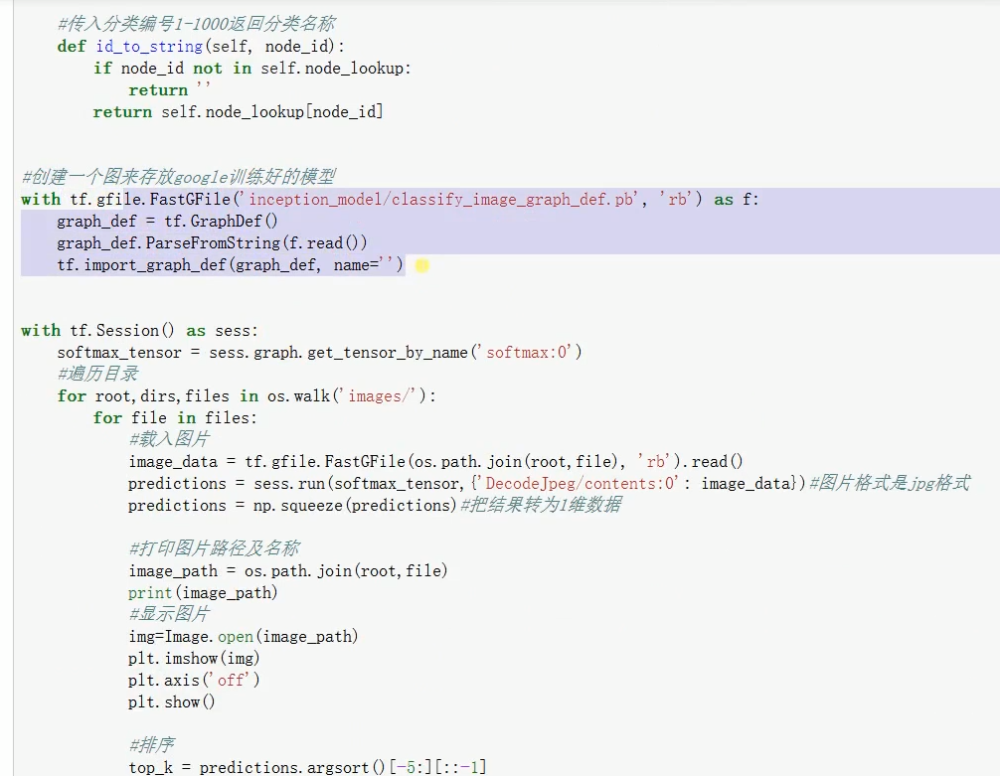 #传入分类编号1-1000返回分类名称
def id_to_string(self, node_id):
if node_id not in self.node_lookup:
return ''
return self.node_lookup[node_id]
#创建一个图来存放google训练好的模型
with tf.gfile.FastGFile('inception_model/classify_image_graph_def.pb', 'rb') as f:
graph_def = tf.GraphDef()
graph_def.ParseFromString(f.read())
tf.import_graph_def(graph_def, name='')
with tf.Session() as sess:
softmax_tensor = sess.graph.get_tensor_by_name('softmax:0')
#遍历目录
for root,dirs,files in os.walk('images/'):
for file in files:
#载入图片
image_data = tf.gfile.FastGFile(os.path.join(root,file), 'rb').read()
predictions = sess.run(softmax_tensor,{'DecodeJpeg/contents:0': image_data})#图片格式是jpg格式
predictions = np.squeeze(predictions)#把结果转为1维数据
#打印图片路径及名称
image_path = os.path.join(root,file)
print(image_path)
#显示图片
img=Image.open(image_path)
plt.imshow(img)
plt.axis('off')
plt.show()
#排序
top_k = predictions.argsort()[-5:][::-1]